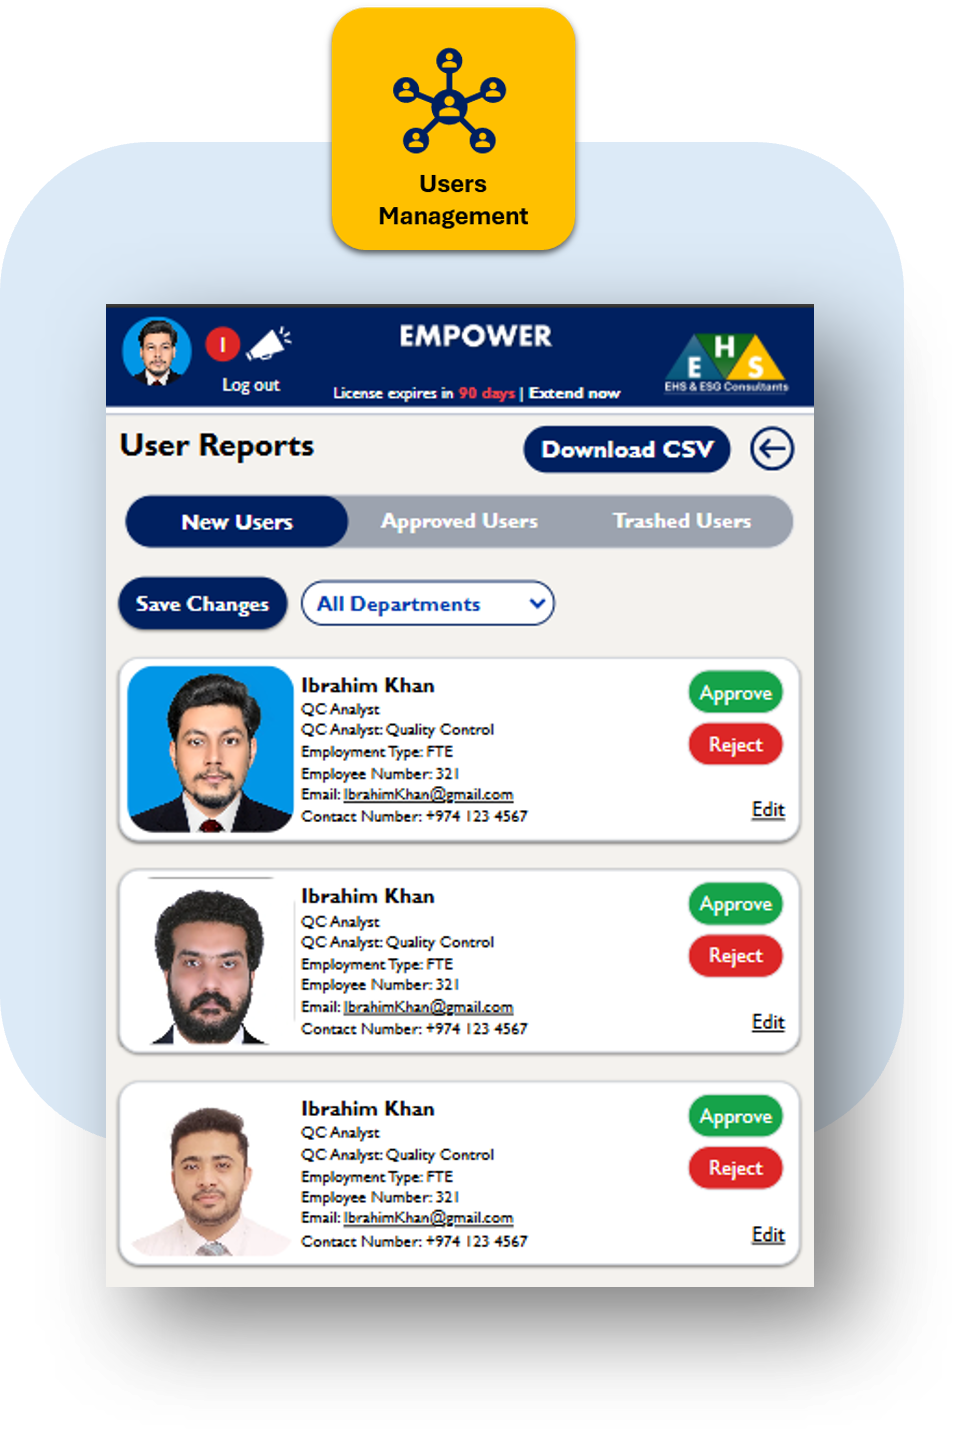 Users
Management
EMPOWER
Log out
License expires in 90 days | Extend now
E H S
EHS & ESG Consultants
User Reports
Download CSV
New Users
Approved Users
Trashed Users
Save Changes
All Departments
Ibrahim Khan
QC Analyst
QC Analyst: Quality Control
Employment Type: FTE
Employee Number: 321
Email: IbrahimKhan@gmail.com
Contact Number: +974 123 4567
Approve
Reject
Edit
Ibrahim Khan
QC Analyst
QC Analyst: Quality Control
Employment Type: FTE
Employee Number: 321
Email: IbrahimKhan@gmail.com
Contact Number: +974 123 4567
Approve
Reject
Edit
Ibrahim Khan
QC Analyst
QC Analyst: Quality Control
Employment Type: FTE
Employee Number: 321
Email: IbrahimKhan@gmail.com
Contact Number: +974 123 4567
Approve
Reject
Edit